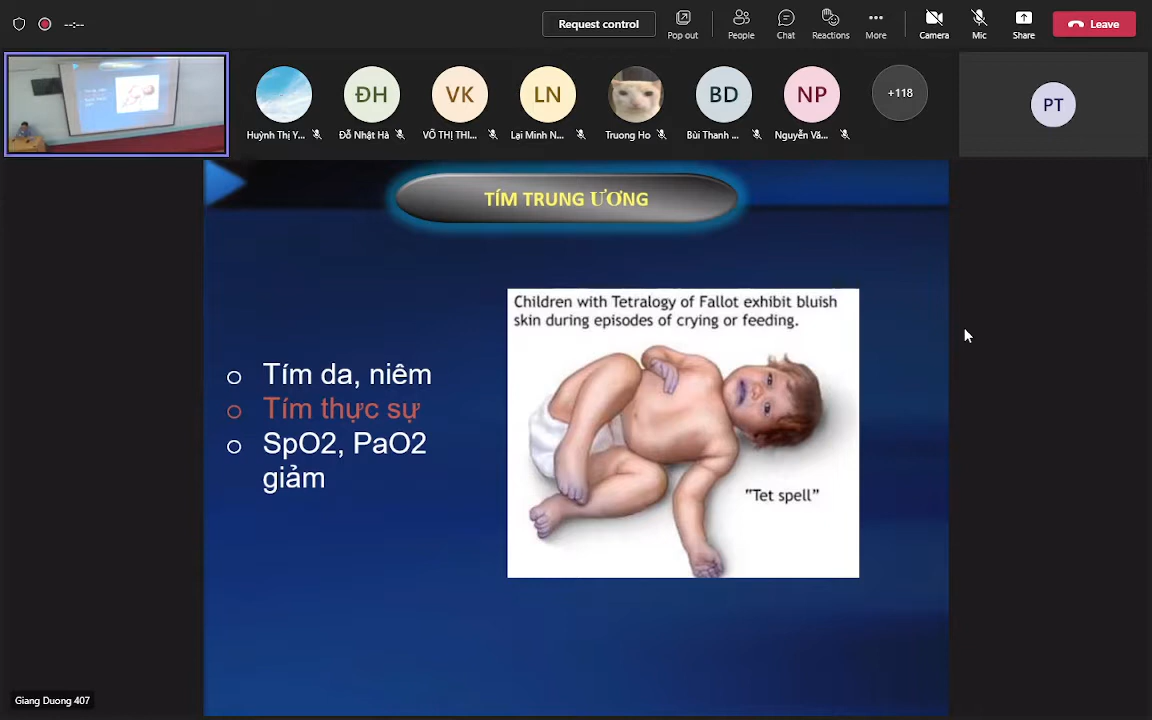 --:--
Request control
Pop out
People
Chat
Reactions
More
Camera
Mic
Share
Leave
ĐH
VK
LN
BD
NP
+118
PT
Huỳnh Thị Y...
Đỗ Nhật Hà
VÕ THỊ THI...
Lại Minh N...
Truong Ho
Bùi Thanh ...
Nguyễn Vă...
TÍM TRUNG ƯƠNG
Tím da, niêm
Tím thực sự
SpO2, PaO2
giảm
Children with Tetralogy of Fallot exhibit bluish
skin during episodes of crying or feeding.
"Tet spell"
Giang Duong 407